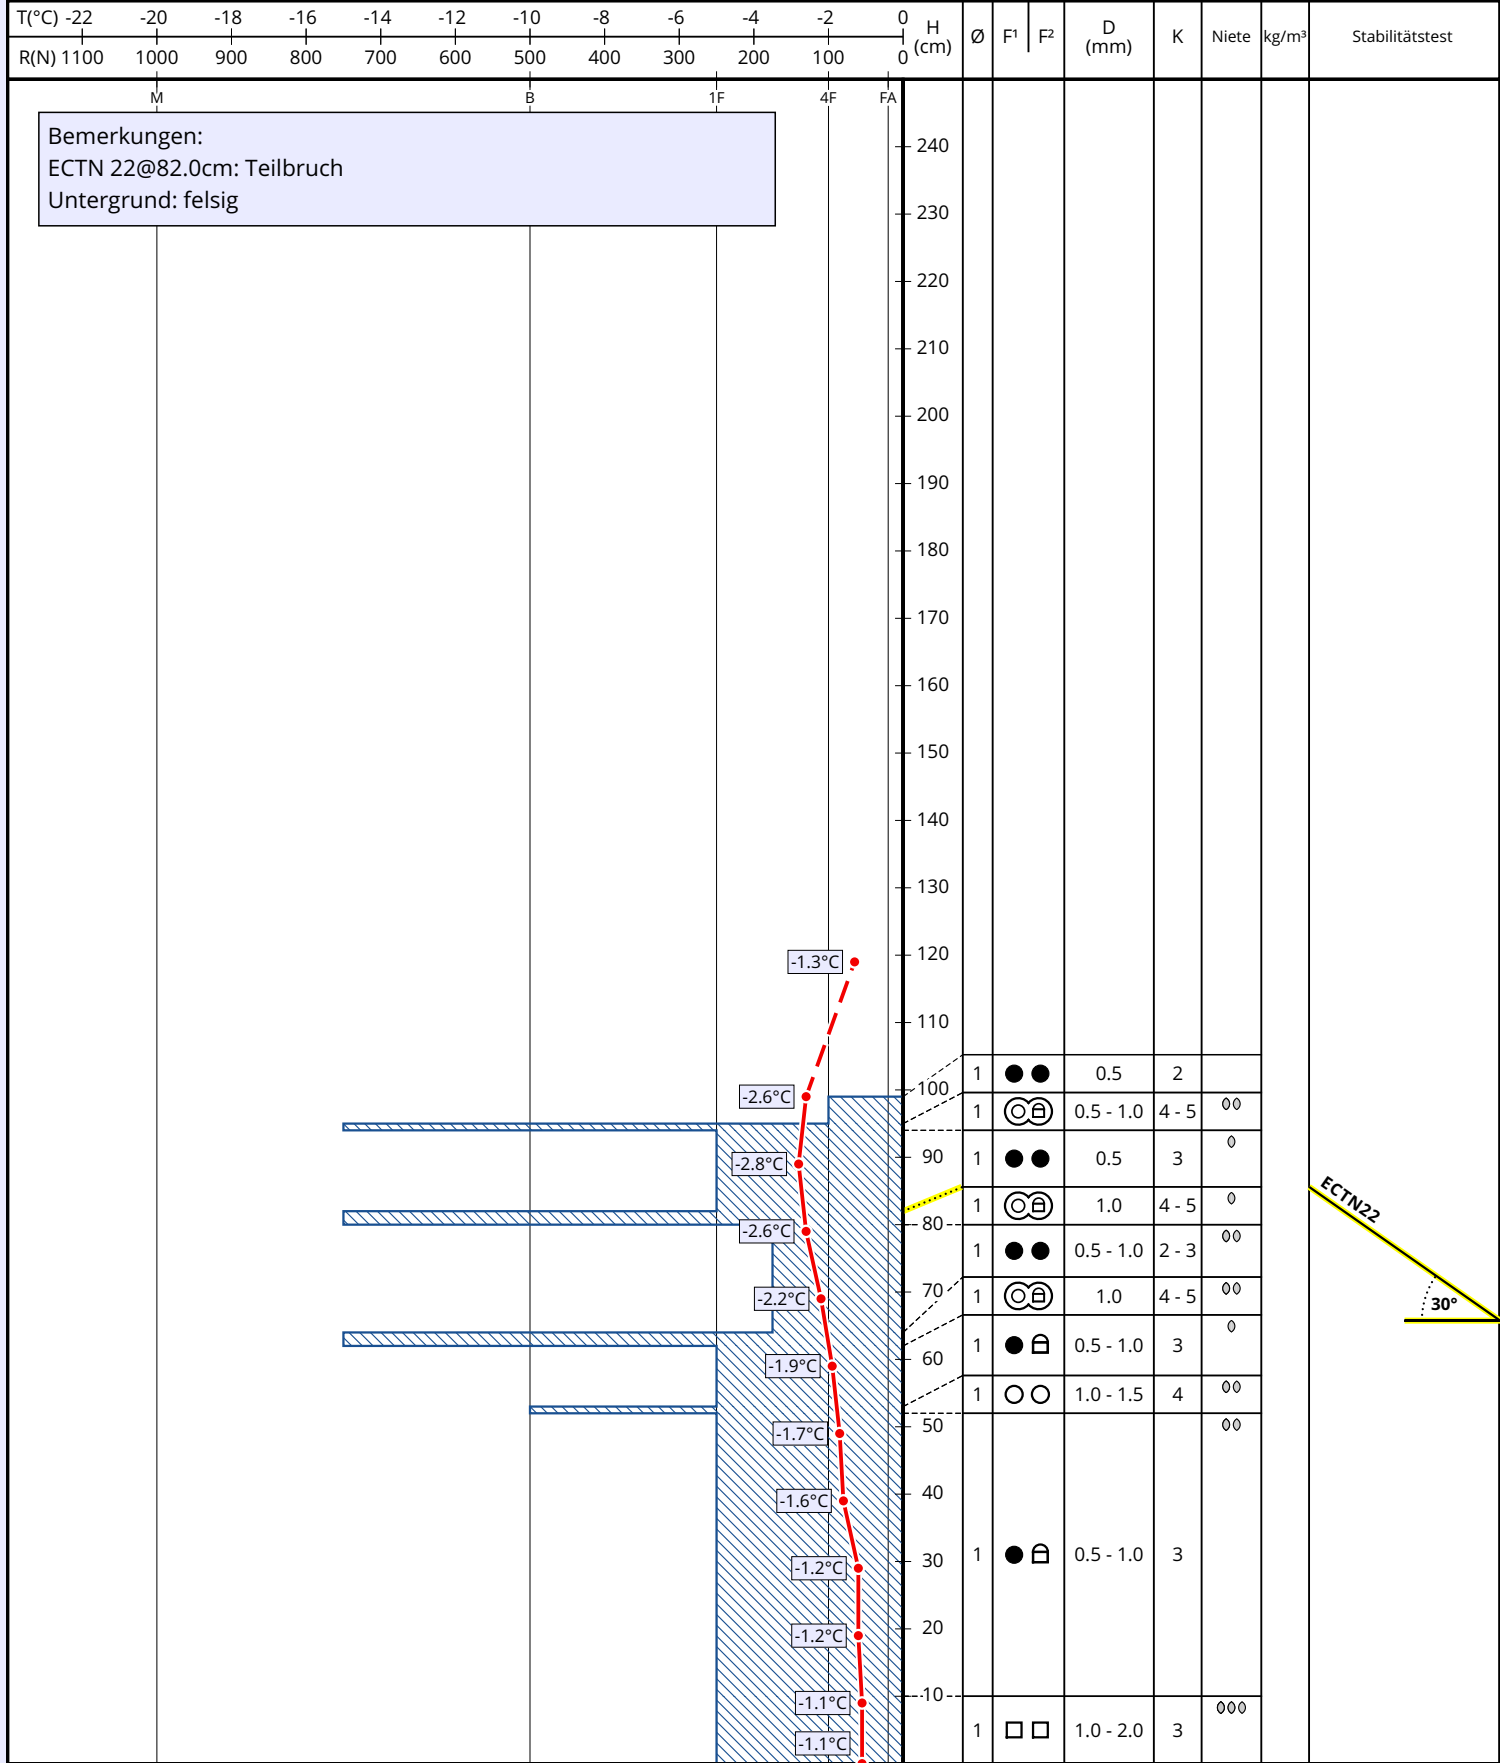 T(°C) -22 -20 -18 -16 -14 -12 -10 -8 -6 -4 -2 0
R(N) 1100 1000 900 800 700 600 500 400 300 200 100 0
H (cm) Ø F¹ F² D (mm) K Niete kg/m³ Stabilitätstest
M B 1F 4F FA
Bemerkungen:
ECTN 22@82.0cm: Teilbruch
Untergrund: felsig
240
230
220
210
200
190
180
170
160
150
140
130
120
-1.3°C
110
1 0.5 2
100
-2.6°C
1 0.5 - 1.0 4 - 5
90
1 0.5 3
-2.8°C
ECTN22
1 1.0 4 - 5
80
-2.6°C
1 0.5 - 1.0 2 - 3
70
-2.2°C
1 1.0 4 - 5
30°
1 0.5 - 1.0 3
60
-1.9°C
1 1.0 - 1.5 4
50
-1.7°C
40
-1.6°C
1 0.5 - 1.0 3
30
-1.2°C
20
-1.2°C
10
-1.1°C
1 1.0 - 2.0 3
-1.1°C